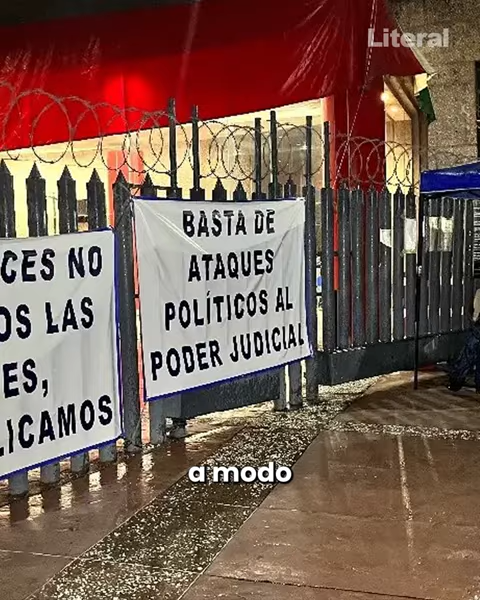 Literal
CES NO
OS LAS
ES,
LICAMOS
BASTA DE
ATAQUES
POLÍTICOS AL
PODER JUDICIAL
a modo